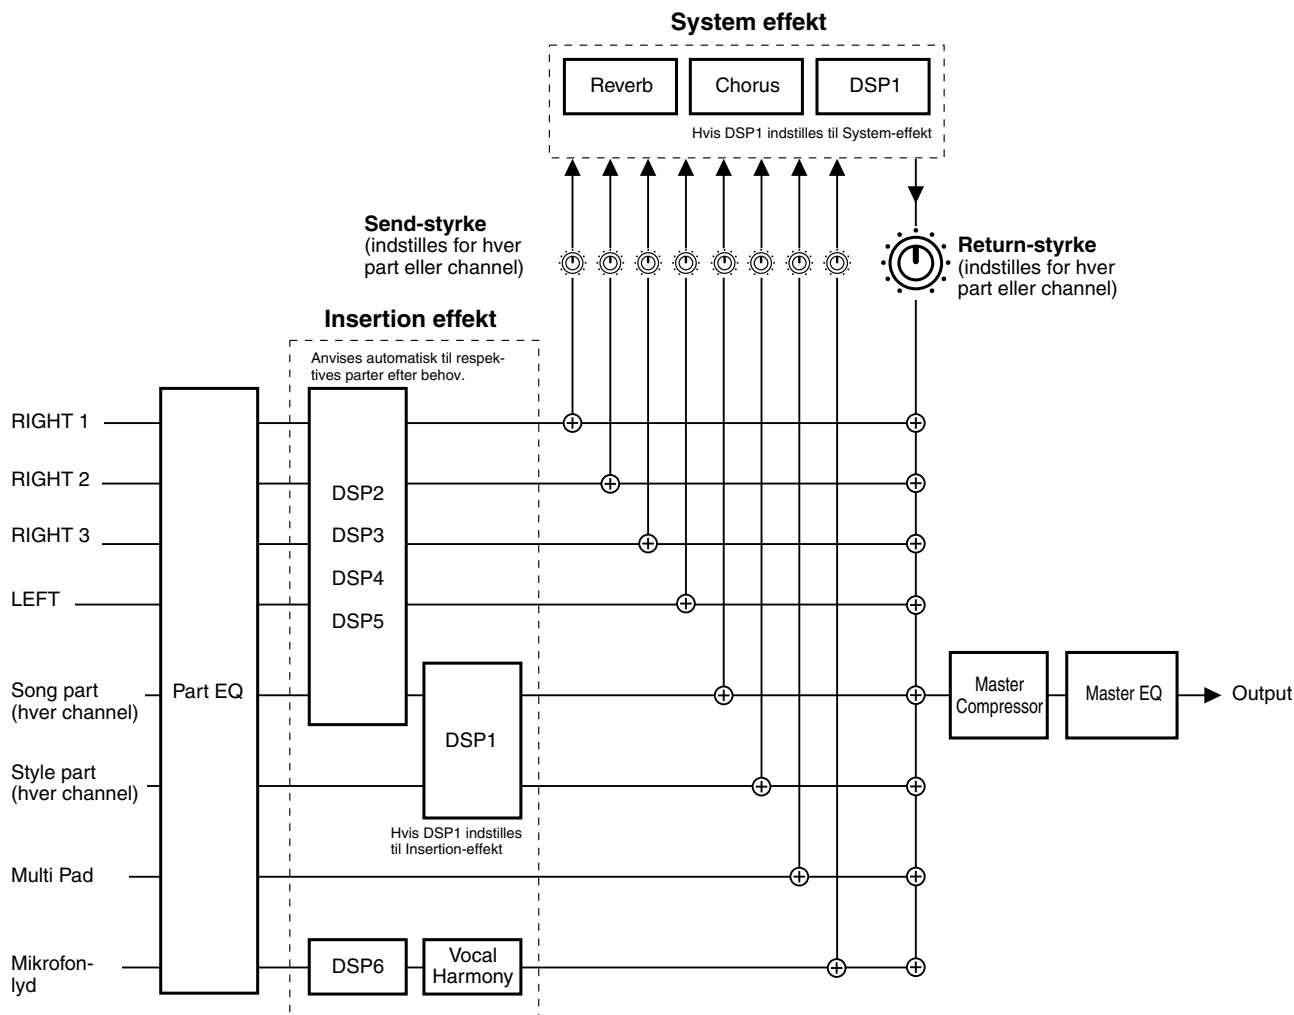 System effekt
Reverb
Chorus
DSP1
Hvis DSP1 indstilles til System-effekt
Send-styrke
(indstilles for hver
part eller channel)
Return-styrke
(indstilles for hver
part eller channel)
Insertion effekt
Anvises automatisk til respek-
tives parter efter behov.
RIGHT 1
RIGHT 2
RIGHT 3
LEFT
Song part
(hver channel)
Style part
(hver channel)
Multi Pad
Mikrofon-
lyd
Part EQ
DSP2
DSP3
DSP4
DSP5
DSP1
Hvis DSP1 indstilles
til Insertion-effekt
DSP6
Vocal
Harmony
Master
Compressor
Master EQ
Output